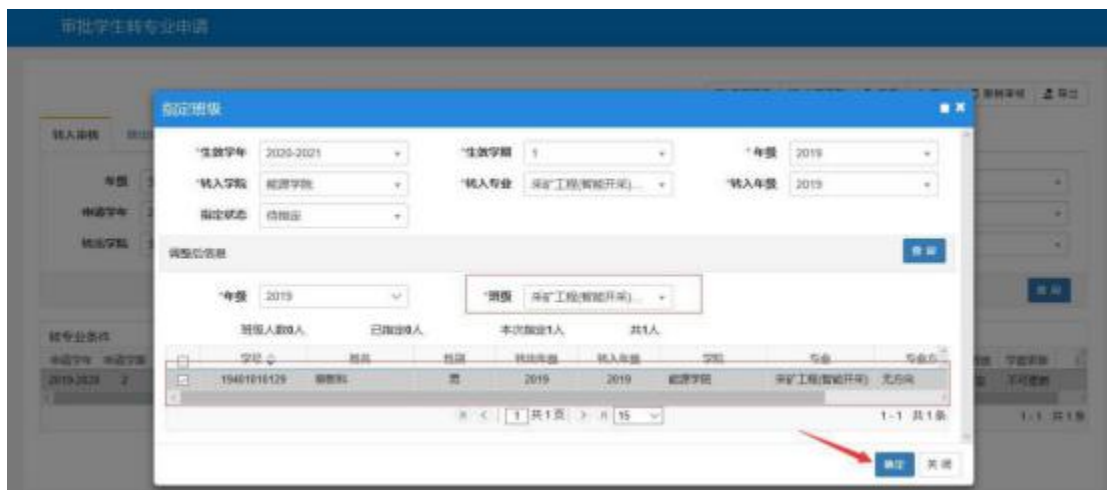 审批学生转专业申请
导出
指定班级
转入审核
*生效学年 2020-2021 *生效学期 1 *年级 2019
年级
*转入学院 能源学院 *转入专业 采矿工程(智能开采)... *转入年级 2019
申请学年
指定状态 待指定
转出学院
调整后信息 查询
*年级 2019 *班级 采矿工程(智能开采)...
查询
班级人数0人 已指定0人 本次指定1人 共1人
转专业条件
申请学年 申请学期
学号 姓名 性别 转出年级 转入年级 学院 专业 专业方
2019-2020 2
19401010129 男 2019 2019 能源学院 采矿工程(智能开采) 无方向
1 共1页 15 1-1 共1条
1-1 共1条
确定 关闭